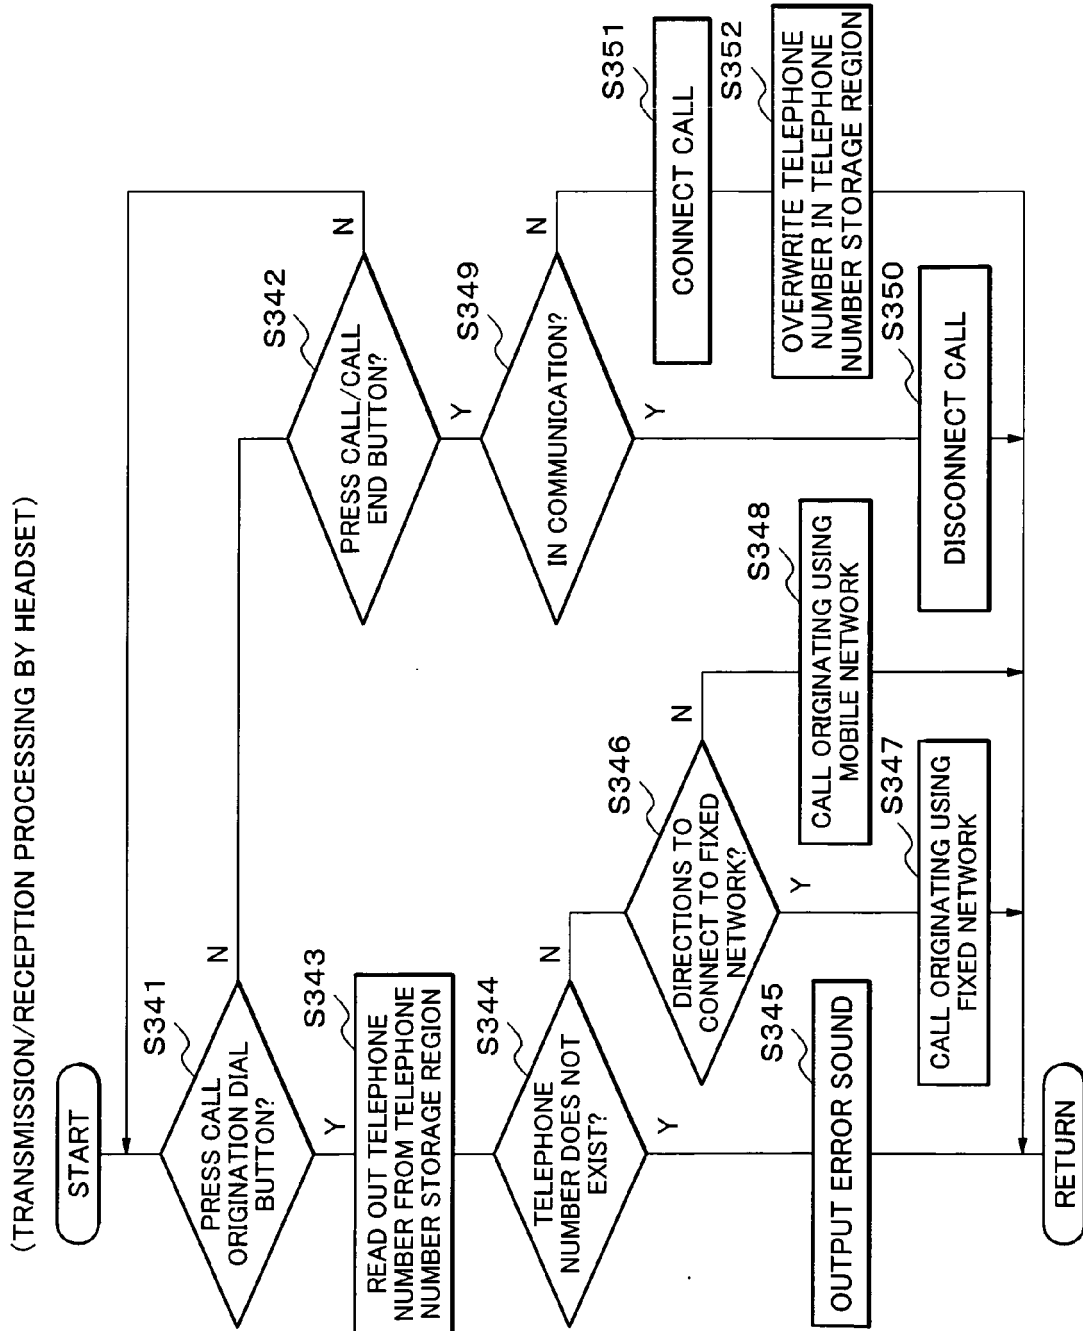 (TRANSMISSION/RECEPTION PROCESSING BY HEADSET)
START
S341
PRESS CALL
ORIGINATION DIAL
BUTTON?
N
Y
S342
PRESS CALL/CALL
END BUTTON?
N
Y
S343
READ OUT TELEPHONE
NUMBER FROM TELEPHONE
NUMBER STORAGE REGION
S344
TELEPHONE
NUMBER DOES NOT
EXIST?
N
Y
S345
OUTPUT ERROR SOUND
S346
DIRECTIONS TO
CONNECT TO FIXED
NETWORK?
N
Y
S347
CALL ORIGINATING USING
FIXED NETWORK
S348
CALL ORIGINATING USING
MOBILE NETWORK
S349
IN COMMUNICATION?
N
Y
S350
DISCONNECT CALL
S351
CONNECT CALL
S352
OVERWRITE TELEPHONE
NUMBER IN TELEPHONE
NUMBER STORAGE REGION
RETURN